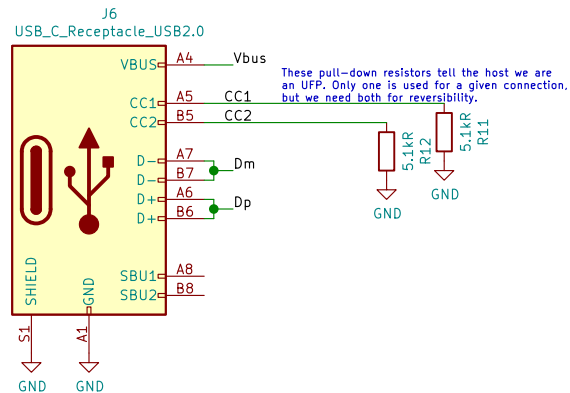 J6
USB_C_Receptacle_USB2.0
VBUS A4 Vbus
These pull-down resistors tell the host we are
an UFP. Only one is used for a given connection,
but we need both for reversibility.
CC1 A5 CC1
CC2 B5 CC2
5.1kR
R12
5.1kR
R11
D- A7
D- B7
Dm
D+ A6
D+ B6
Dp
GND
GND
SBU1 A8
SBU2 B8
SHIELD
GND
S1
A1
GND
GND